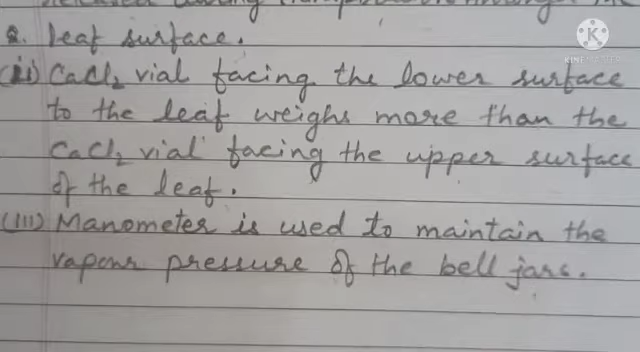 leaf surface.
(ii) CaCl2 vial facing the lower surface
to the leaf weighs more than the
CaCl2 vial facing the upper surface
of the leaf.
(III) Manometer is used to maintain the
vapour pressure of the bell jars.
K
KINEMASTER